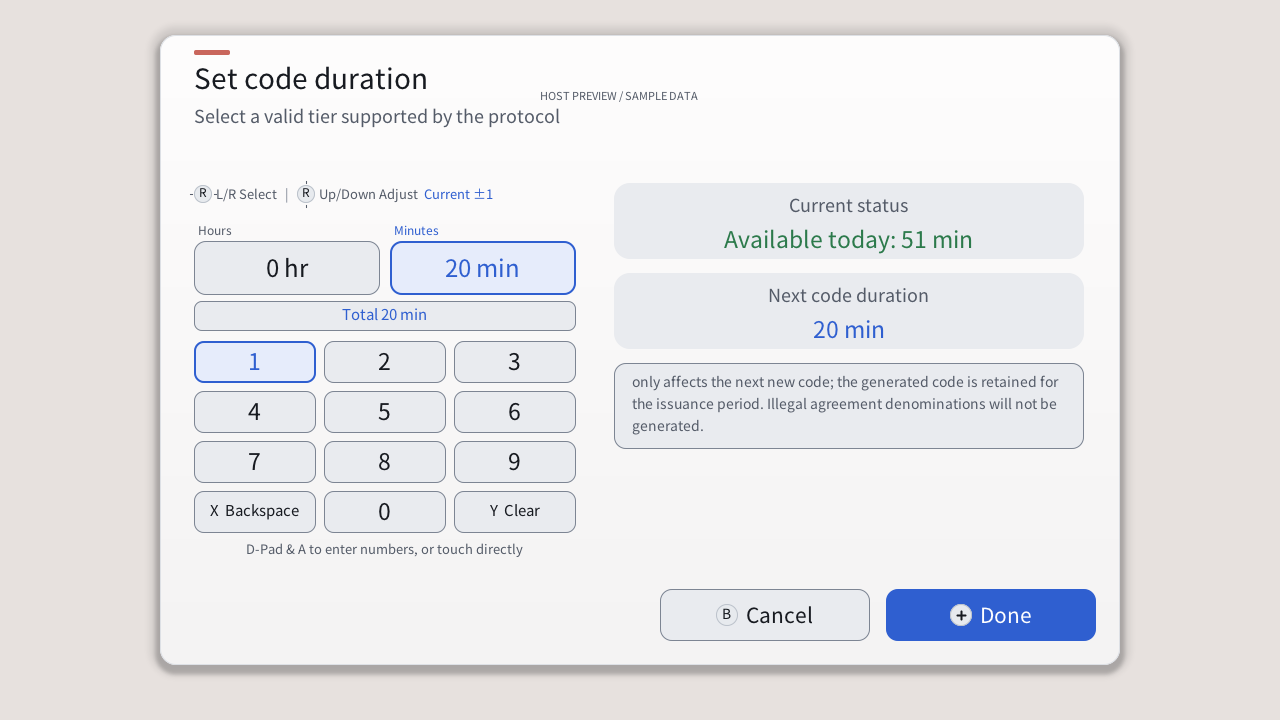 Set code duration
HOST PREVIEW / SAMPLE DATA
Select a valid tier supported by the protocol
R L/R Select | R Up/Down Adjust Current ±1
Hours
Minutes
0 hr
20 min
Total 20 min
1
2
3
4
5
6
7
8
9
X Backspace
0
Y Clear
D-Pad & A to enter numbers, or touch directly
Current status
Available today: 51 min
Next code duration
20 min
only affects the next new code; the generated code is retained for
the issuance period. Illegal agreement denominations will not be
generated.
B Cancel
+ Done